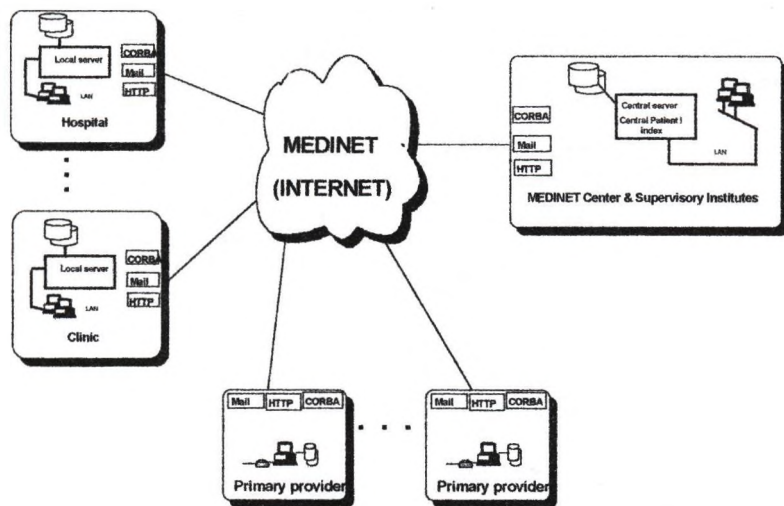 Local server
CORBA
Mail
HTTP
LAN
Hospital
MEDINET
(INTERNET)
CORBA
Mail
HTTP
Central server
Central Patient I
index
LAN
MEDINET Center & Supervisory Institutes
Local server
CORBA
Mail
HTTP
LAN
Clinic
Mail HTTP CORBA
Primary provider
Mail HTTP CORBA
Primary provider